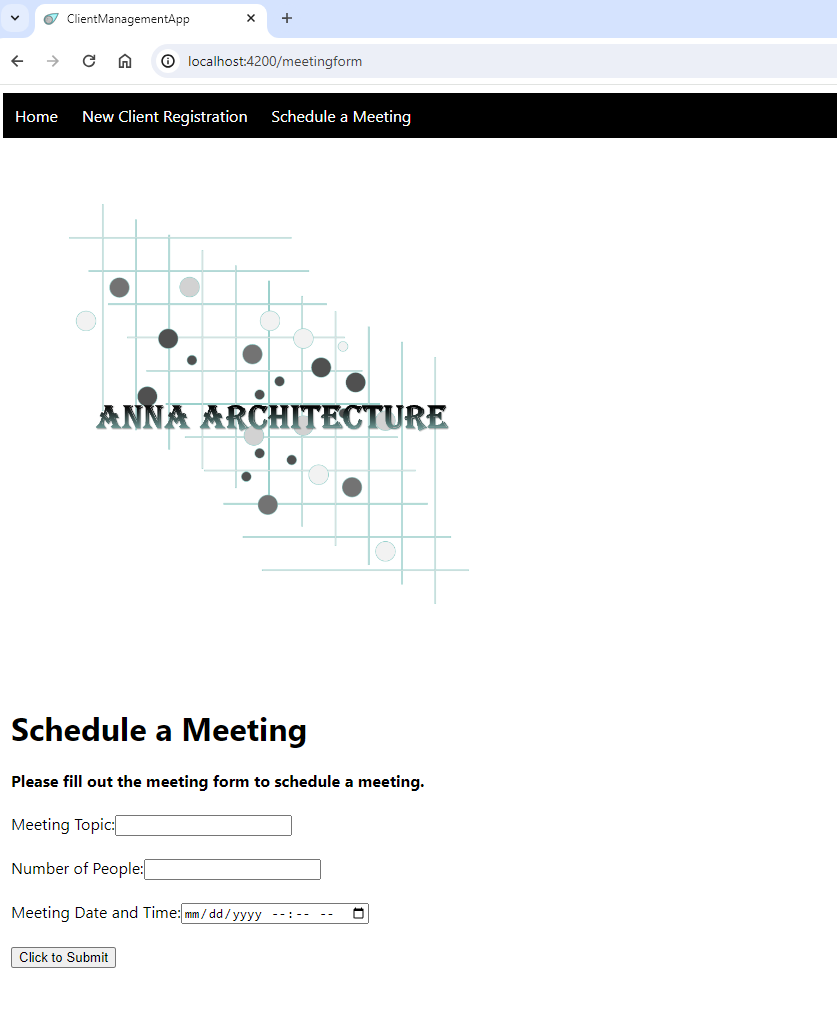 ClientManagementApp
localhost:4200/meetingform
Home New Client Registration Schedule a Meeting
ANNA ARCHITECTURE
Schedule a Meeting
Please fill out the meeting form to schedule a meeting.
Meeting Topic:
Number of People:
Meeting Date and Time: mm/dd/yyyy --:-- --
Click to Submit